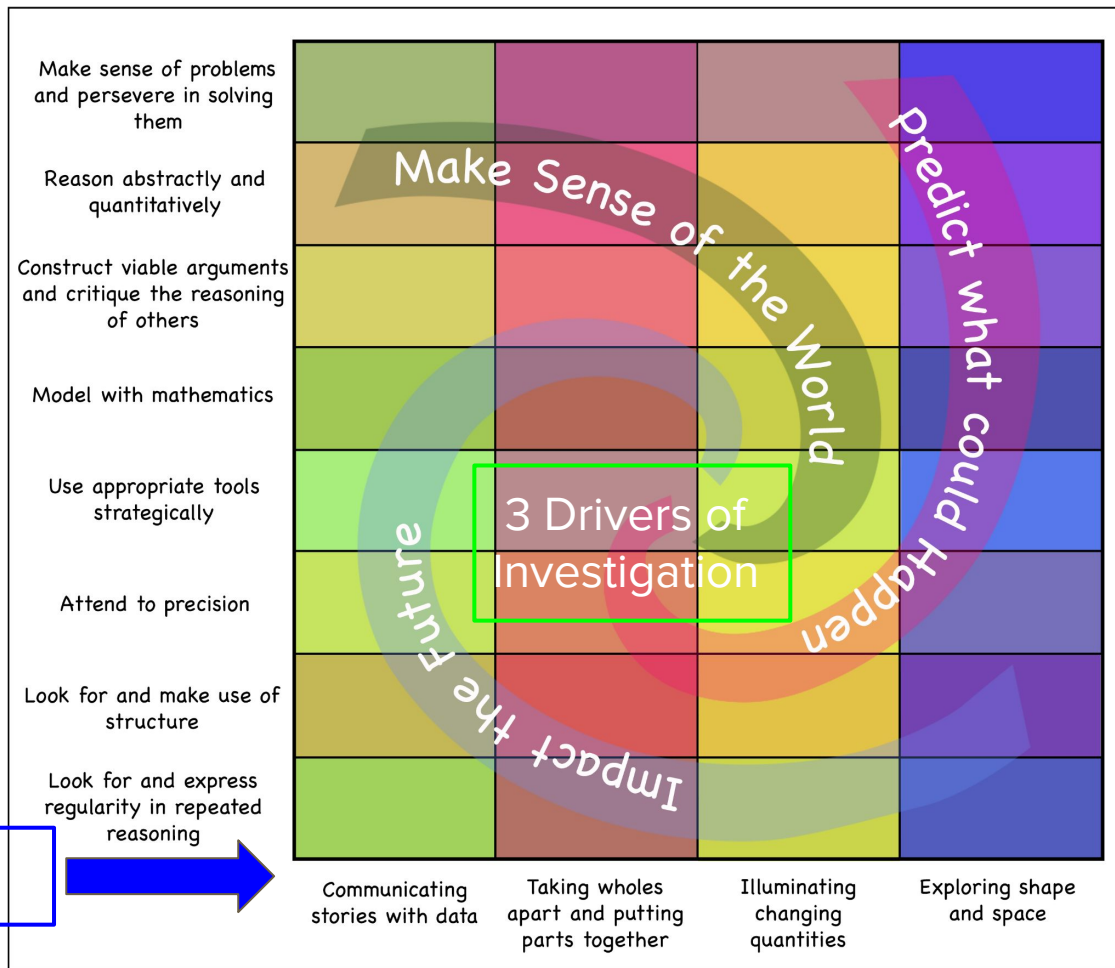 Make sense of problems
and persevere in solving
them
Reason abstractly and
quantitatively
Construct viable arguments
and critique the reasoning
of others
Model with mathematics
Use appropriate tools
strategically
Attend to precision
Look for and make use of
structure
Look for and express
regularity in repeated
reasoning
Make Sense of the World
Predict what could Happen
Impact the Future
3 Drivers of
Investigation
Communicating
stories with data
Taking wholes
apart and putting
parts together
Illuminating
changing
quantities
Exploring shape
and space